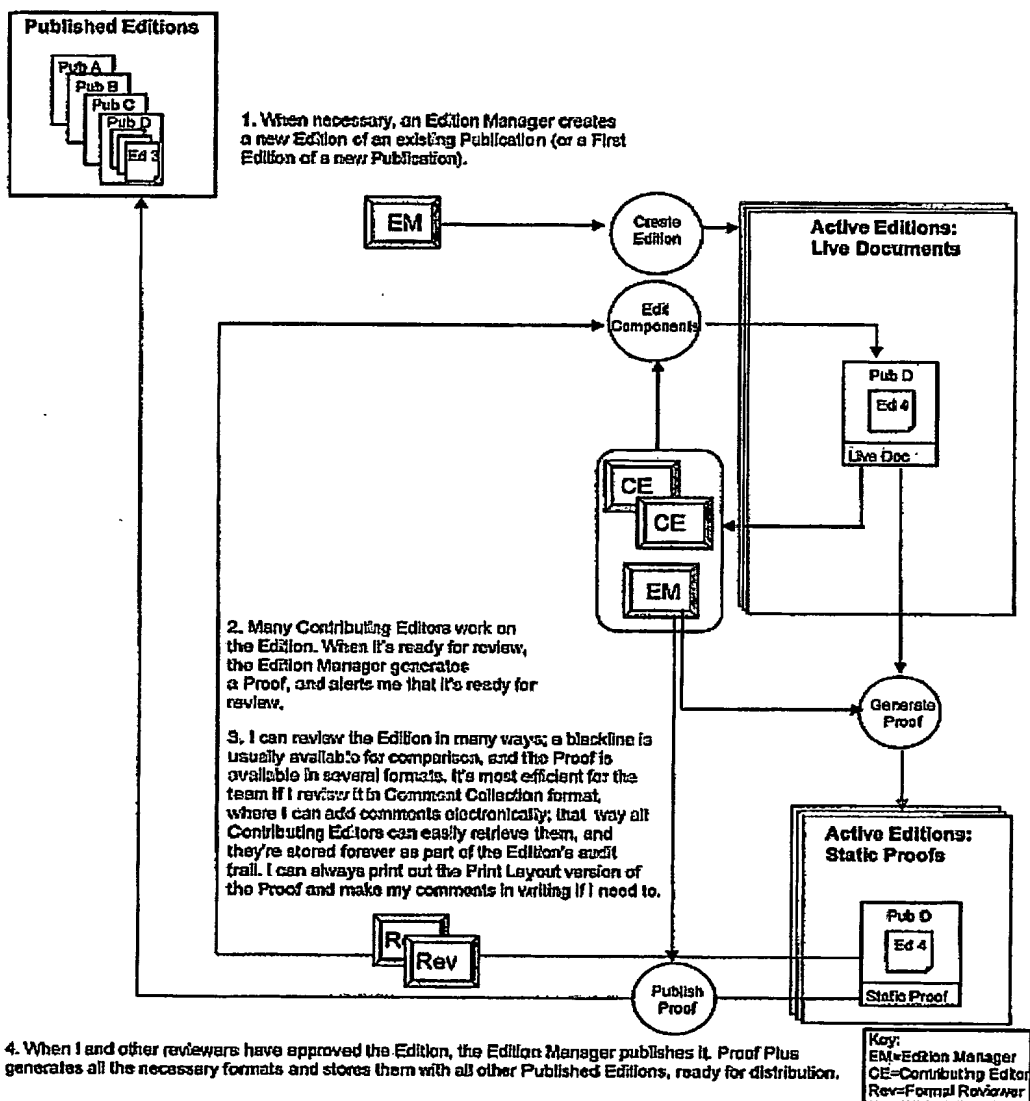 Published Editions
Pub A
Pub B
Pub C
Pub D
Ed 3
1. When necessary, an Edition Manager creates
a new Edition of an existing Publication (or a First
Edition of a new Publication).
EM
Create
Edition
Active Editions:
Live Documents
Edit
Components
Pub D
Ed 4
Live Doc
CE
CE
EM
2. Many Contributing Editors work on
the Edition. When it's ready for review,
the Edition Manager generates
a Proof, and alerts me that it's ready for
review.
Generate
Proof
3. I can review the Edition in many ways; a blackline is
usually available for comparison, and the Proof is
available in several formats. It's most efficient for the
team if I review it in Comment Collection format,
where I can add comments electronically; that way all
Contributing Editors can easily retrieve them, and
they're stored forever as part of the Edition's audit
trail. I can always print out the Print Layout version of
the Proof and make my comments in writing if I need to.
Active Editions:
Static Proofs
Pub D
Ed 4
Static Proof
Re
Rev
Publish
Proof
4. When I and other reviewers have approved the Edition, the Edition Manager publishes it. Proof Plus
generates all the necessary formats and stores them with all other Published Editions, ready for distribution.
Key:
EM=Edition Manager
CE=Contributing Editor
Rev=Formal Reviewer